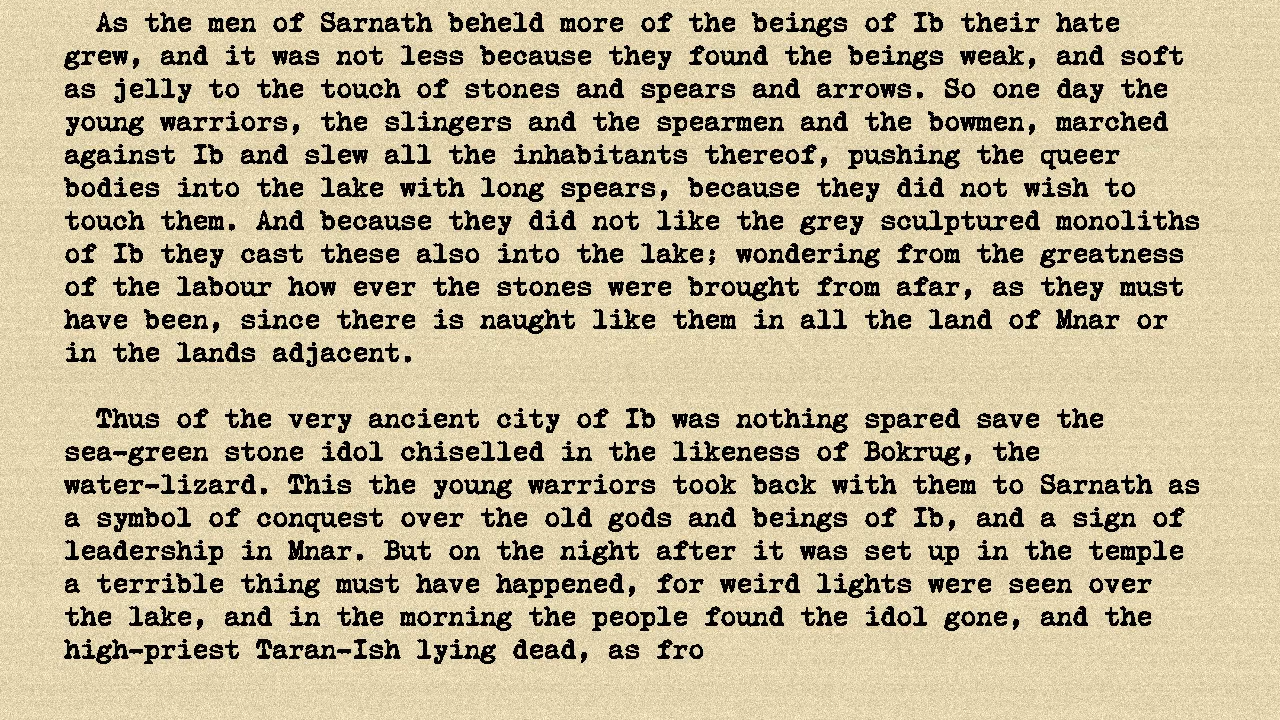 As the men of Sarnath beheld more of the beings of Ib their hate
grew, and it was not less because they found the beings weak, and soft
as jelly to the touch of stones and spears and arrows. So one day the
young warriors, the slingers and the spearmen and the bowmen, marched
against Ib and slew all the inhabitants thereof, pushing the queer
bodies into the lake with long spears, because they did not wish to
touch them. And because they did not like the grey sculptured monoliths
of Ib they cast these also into the lake; wondering from the greatness
of the labour how ever the stones were brought from afar, as they must
have been, since there is naught like them in all the land of Mnar or
in the lands adjacent.

Thus of the very ancient city of Ib was nothing spared save the
sea-green stone idol chiselled in the likeness of Bokrug, the
water-lizard. This the young warriors took back with them to Sarnath as
a symbol of conquest over the old gods and beings of Ib, and a sign of
leadership in Mnar. But on the night after it was set up in the temple
a terrible thing must have happened, for weird lights were seen over
the lake, and in the morning the people found the idol gone, and the
high-priest Taran-Ish lying dead, as fro